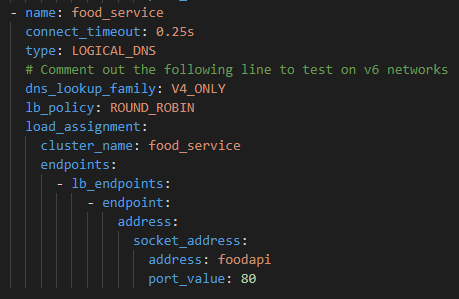 - name: food_service
connect_timeout: 0.25s
type: LOGICAL_DNS
# Comment out the following line to test on v6 networks
dns_lookup_family: V4_ONLY
lb_policy: ROUND_ROBIN
load_assignment:
cluster_name: food_service
endpoints:
- lb_endpoints:
- endpoint:
address:
socket_address:
address: foodapi
port_value: 80